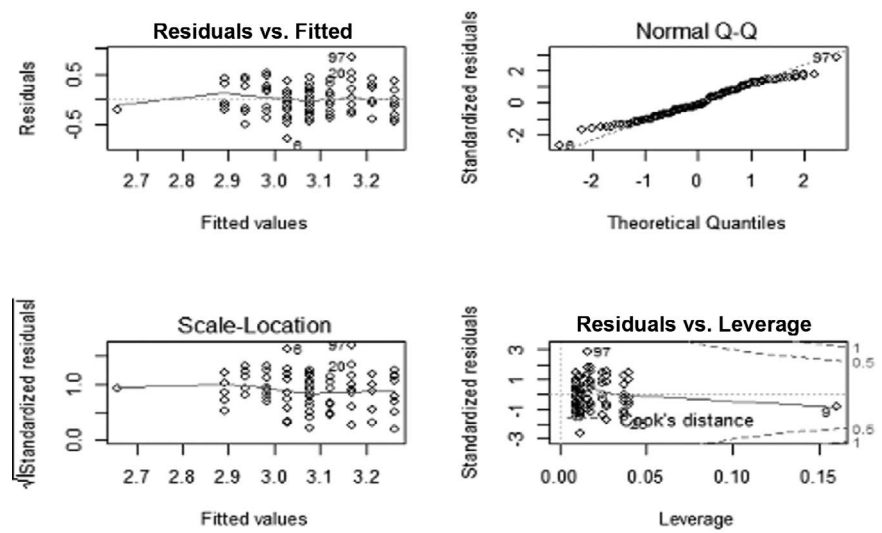 Residuals vs. Fitted
Residuals
0.5
-0.5
97
20
6
2.7 2.8 2.9 3.0 3.1 3.2
Fitted values
Normal Q-Q
Standardized residuals
2
0
-2
97
6
-2 -1 0 1 2
Theoretical Quantiles
Scale-Location
√|Standardized residuals|
1.0
0.0
6
97
20
2.7 2.8 2.9 3.0 3.1 3.2
Fitted values
Residuals vs. Leverage
Standardized residuals
3
1
-1
-3
97
Cook's distance
9
1
0.5
0.5
1
0.00 0.05 0.10 0.15
Leverage